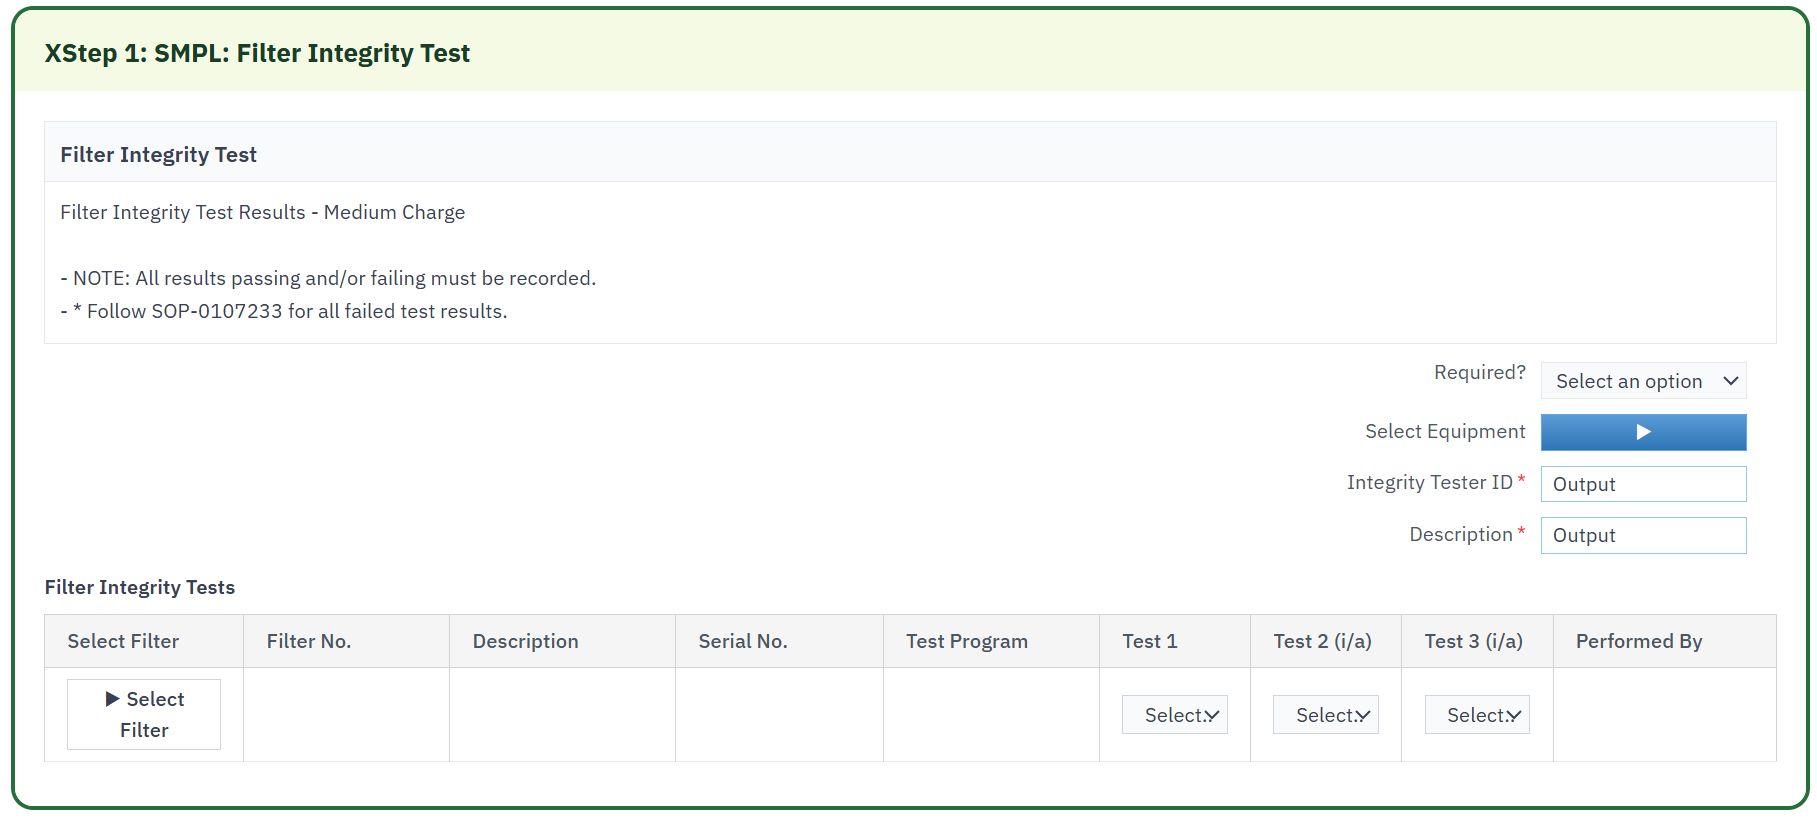 XStep 1: SMPL: Filter Integrity Test
Filter Integrity Test
Filter Integrity Test Results - Medium Charge
- NOTE: All results passing and/or failing must be recorded.
- * Follow SOP-0107233 for all failed test results.
Required? Select an option
Select Equipment ▶
Integrity Tester ID * Output
Description * Output
Filter Integrity Tests
Select Filter Filter No. Description Serial No. Test Program Test 1 Test 2 (i/a) Test 3 (i/a) Performed By
▶ Select
Filter
Select.. Select.. Select..